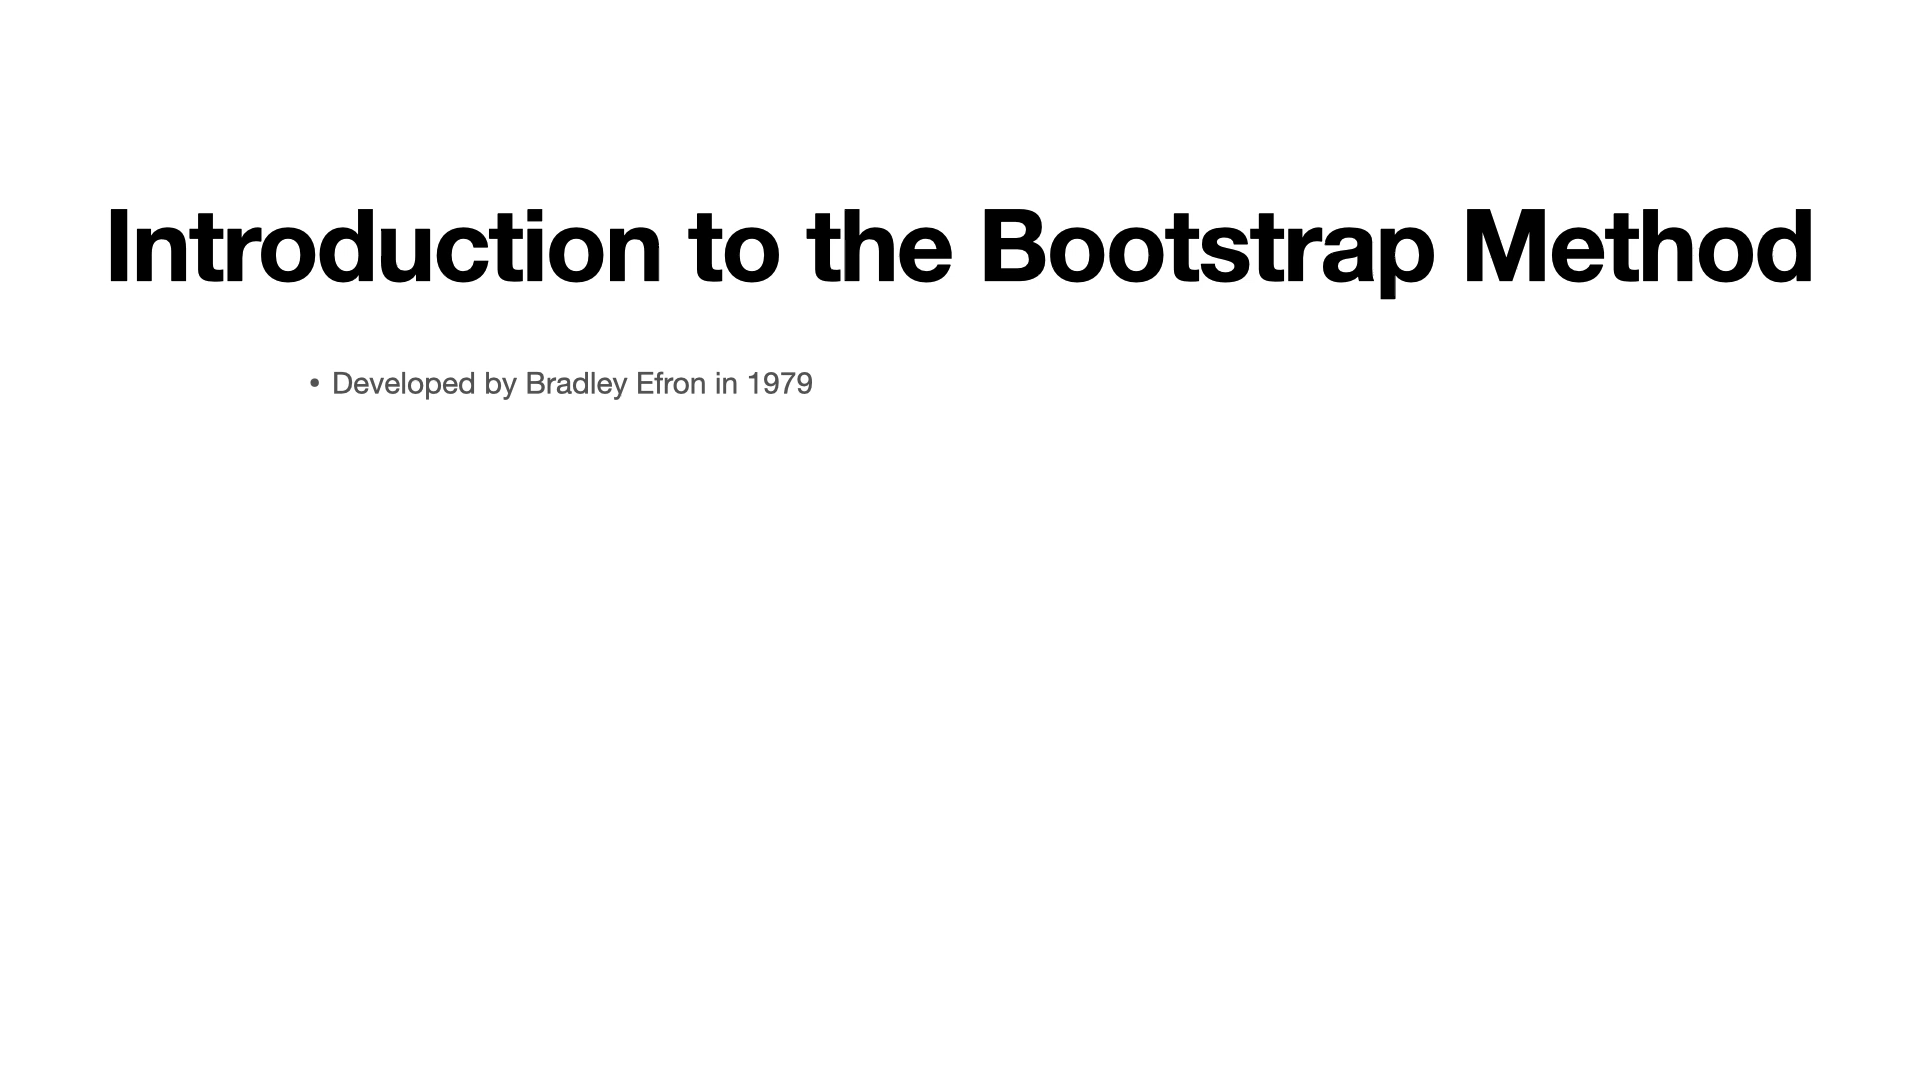 Introduction to the Bootstrap Method
• Developed by Bradley Efron in 1979